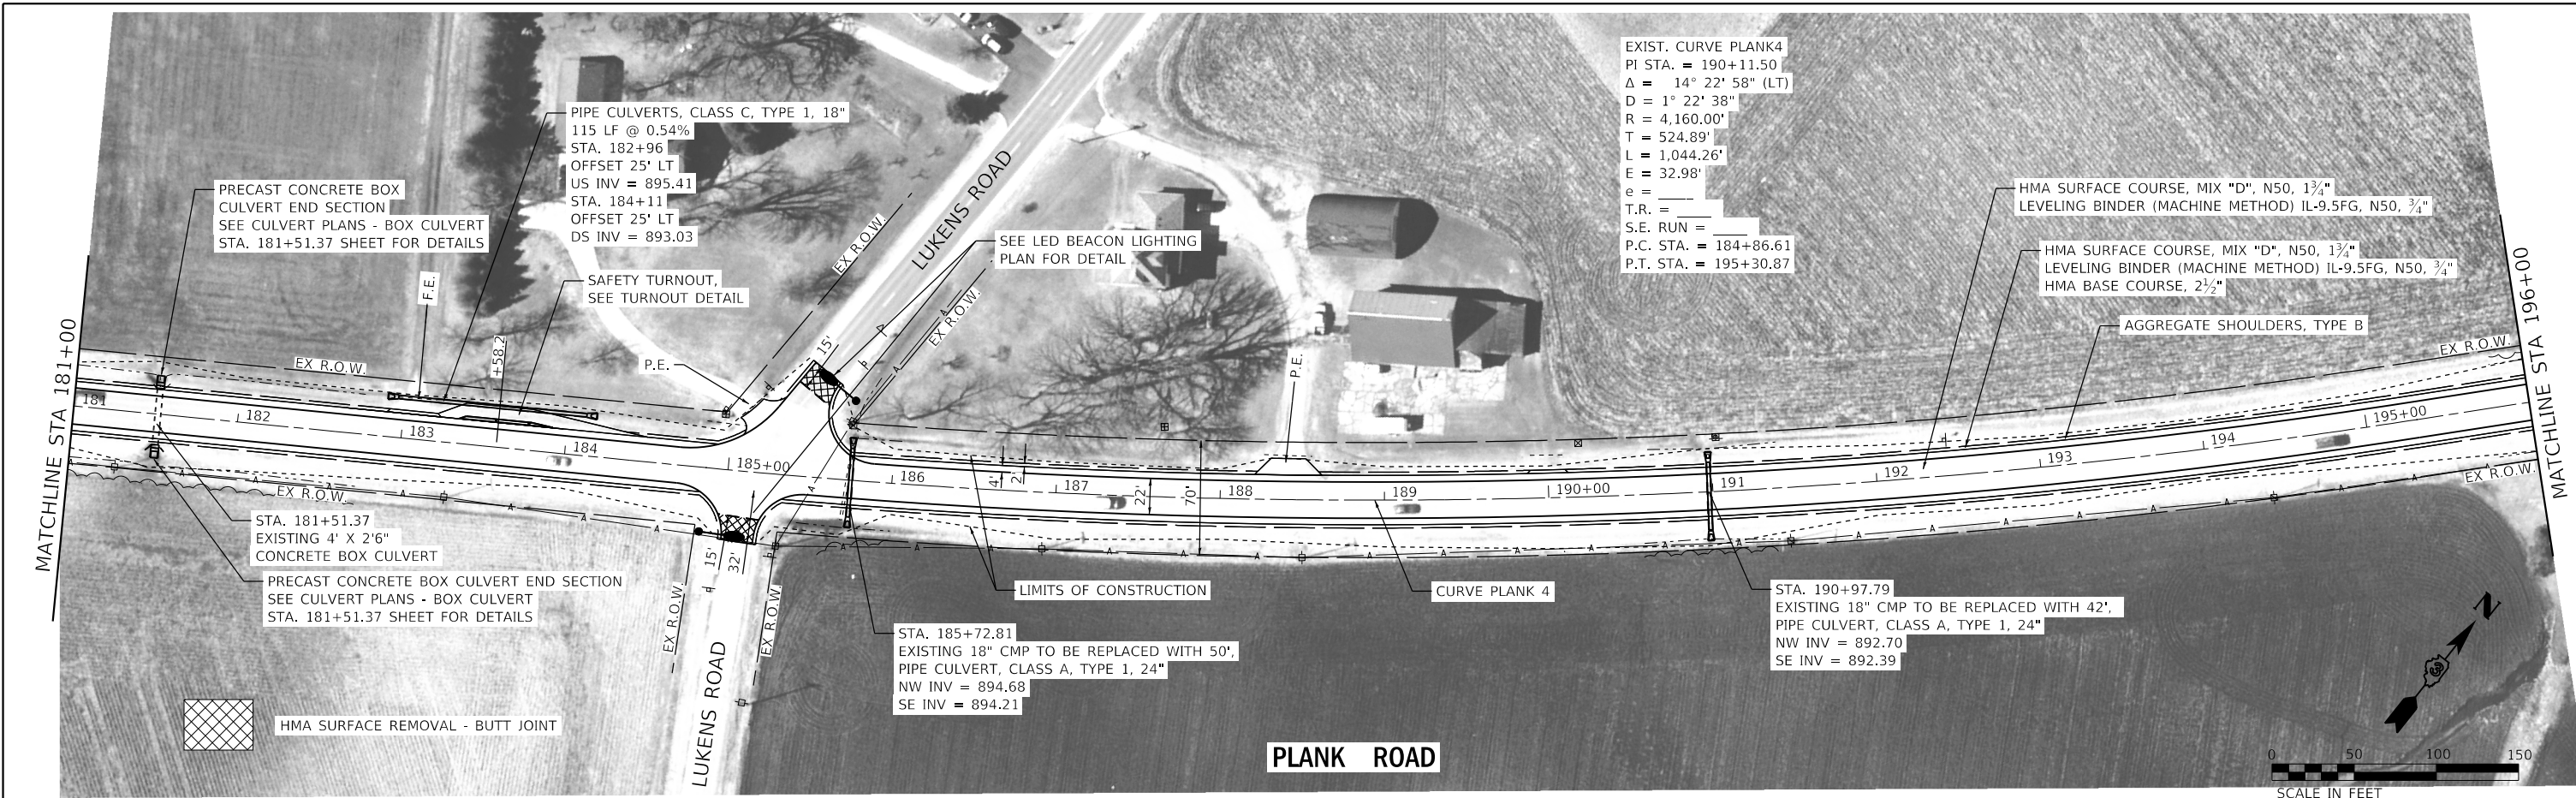 EXIST. CURVE PLANK4
PI STA. = 190+11.50
Δ = 14° 22' 58" (LT)
D = 1° 22' 38"
R = 4,160.00'
T = 524.89'
L = 1,044.26'
E = 32.98'
e = ____
T.R. = ____
S.E. RUN = ____
P.C. STA. = 184+86.61
P.T. STA. = 195+30.87
PIPE CULVERTS, CLASS C, TYPE 1, 18"
115 LF @ 0.54%
STA. 182+96
OFFSET 25' LT
US INV = 895.41
STA. 184+11
OFFSET 25' LT
DS INV = 893.03
PRECAST CONCRETE BOX
CULVERT END SECTION
SEE CULVERT PLANS - BOX CULVERT
STA. 181+51.37 SHEET FOR DETAILS
SAFETY TURNOUT,
SEE TURNOUT DETAIL
SEE LED BEACON LIGHTING
PLAN FOR DETAIL
HMA SURFACE COURSE, MIX "D", N50, 1¾"
LEVELING BINDER (MACHINE METHOD) IL-9.5FG, N50, ¾"
HMA SURFACE COURSE, MIX "D", N50, 1¾"
LEVELING BINDER (MACHINE METHOD) IL-9.5FG, N50, ¾"
HMA BASE COURSE, 2½"
AGGREGATE SHOULDERS, TYPE B
LUKENS ROAD
EX R.O.W.
EX R.O.W.
F.E.
+58.2
P.E.
15'
P.E.
EX R.O.W.
EX R.O.W.
MATCHLINE STA 181+00
MATCHLINE STA 196+00
181
182
183
184
185+00
186
187
188
189
190+00
191
192
193
194
195+00
4'
2'
22'
70'
EX R.O.W.
EX R.O.W.
STA. 181+51.37
EXISTING 4' X 2'6"
CONCRETE BOX CULVERT
PRECAST CONCRETE BOX CULVERT END SECTION
SEE CULVERT PLANS - BOX CULVERT
STA. 181+51.37 SHEET FOR DETAILS
15'
32'
EX R.O.W.
EX R.O.W.
LUKENS ROAD
LIMITS OF CONSTRUCTION
CURVE PLANK 4
STA. 185+72.81
EXISTING 18" CMP TO BE REPLACED WITH 50',
PIPE CULVERT, CLASS A, TYPE 1, 24"
NW INV = 894.68
SE INV = 894.21
STA. 190+97.79
EXISTING 18" CMP TO BE REPLACED WITH 42',
PIPE CULVERT, CLASS A, TYPE 1, 24"
NW INV = 892.70
SE INV = 892.39
HMA SURFACE REMOVAL - BUTT JOINT
PLANK ROAD
N
0 50 100 150
SCALE IN FEET